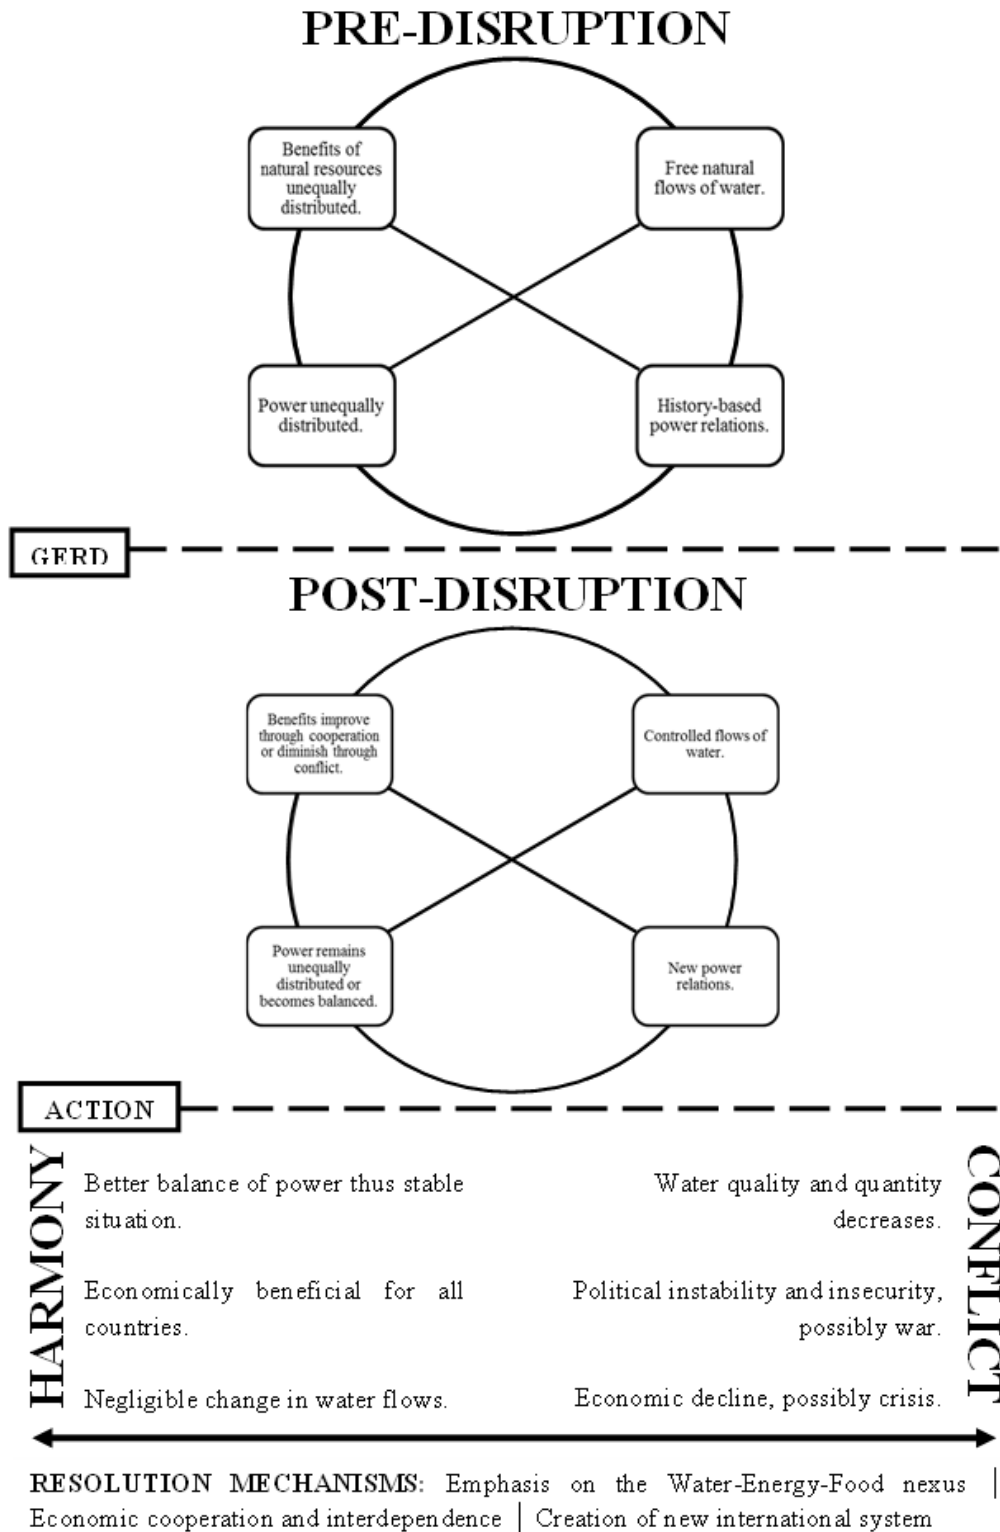 PRE-DISRUPTION
Benefits of
natural resources
unequally
distributed.
Free natural
flows of water.
Power unequally
distributed.
History-based
power relations.
GERD
POST-DISRUPTION
Benefits improve
through cooperation
or diminish through
conflict.
Controlled flows of
water.
Power remains
unequally
distributed or
becomes balanced.
New power
relations.
ACTION
HARMONY
Better balance of power thus stable
situation.
Economically beneficial for all
countries.
Negligible change in water flows.
Water quality and quantity
decreases.
Political instability and insecurity,
possibly war.
Economic decline, possibly crisis.
CONFLICT
RESOLUTION MECHANISMS: Emphasis on the Water-Energy-Food nexus |
Economic cooperation and interdependence | Creation of new international system